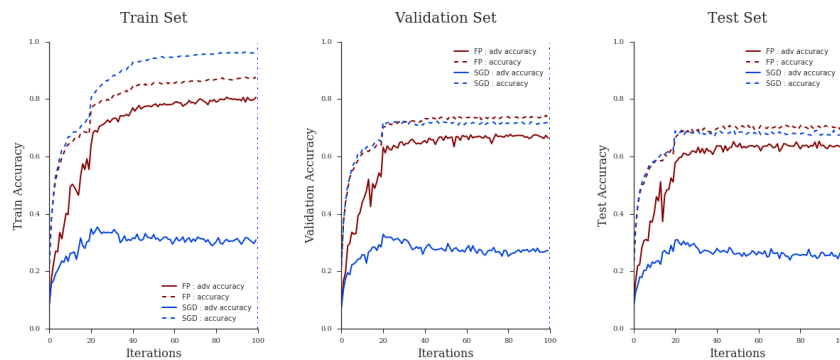 Train Set
Validation Set
Test Set
Train Accuracy
1.0
0.8
0.6
0.4
0.2
0.0
FP : adv accuracy
FP : accuracy
SGD : adv accuracy
SGD : accuracy
0
20
40
60
80
100
Iterations
Validation Accuracy
1.0
0.8
0.6
0.4
0.2
0.0
FP : adv accuracy
FP : accuracy
SGD : adv accuracy
SGD : accuracy
0
20
40
60
80
100
Iterations
Test Accuracy
1.0
0.8
0.6
0.4
0.2
0.0
FP : adv accuracy
FP : accuracy
SGD : adv accuracy
SGD : accuracy
0
20
40
60
80
100
Iterations